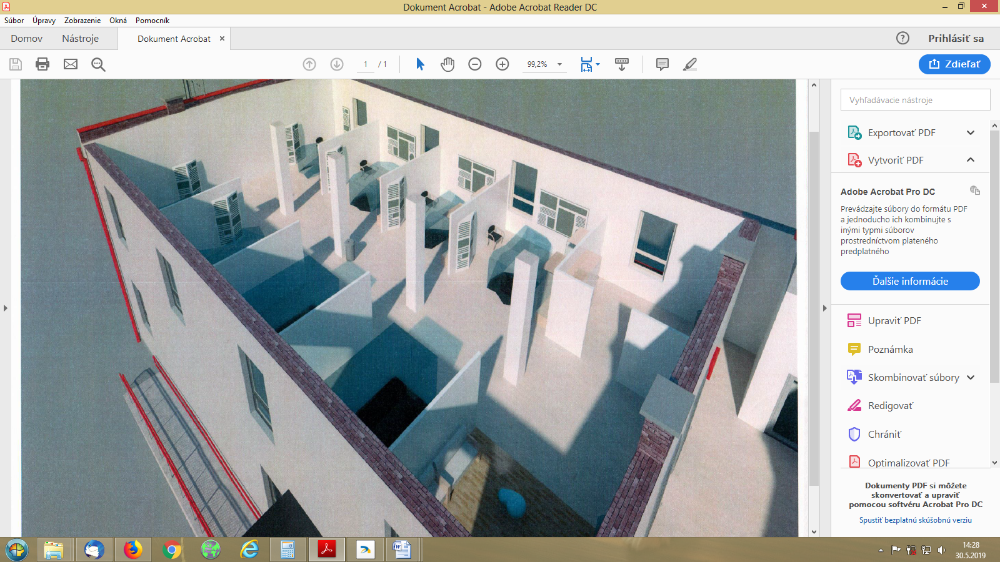 Dokument Acrobat - Adobe Acrobat Reader DC
Súbor Úpravy Zobrazenie Okná Pomocník
Domov Nástroje Dokument Acrobat × Prihlásiť sa
1 / 1 99,2% Zdieľať
Vyhľadávacie nástroje
Exportovať PDF
Vytvoriť PDF
Adobe Acrobat Pro DC
Prevádzajte súbory do formátu PDF
a jednoducho ich kombinujte s
inými typmi súborov
prostredníctvom plateného
predplatného
Ďalšie informácie
Upraviť PDF
Poznámka
Skombinovať súbory
Redigovať
Chrániť
Optimalizovať PDF
Dokumenty PDF si môžete
skonvertovať a upraviť
pomocou softvéru Acrobat Pro DC
Spustiť bezplatnú skúšobnú verziu
14:28
30.5.2019